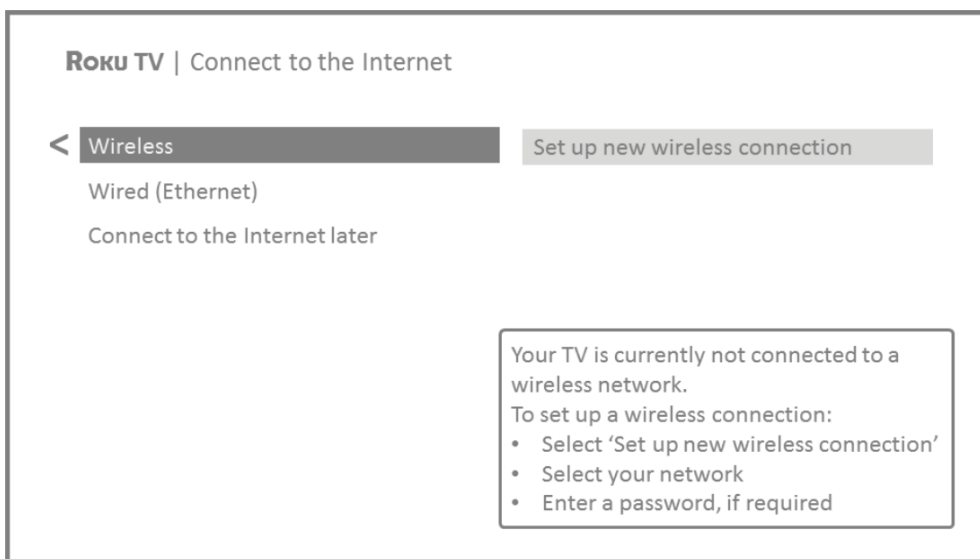 ROKU TV | Connect to the Internet
< Wireless
Set up new wireless connection
Wired (Ethernet)
Connect to the Internet later
Your TV is currently not connected to a
wireless network.
To set up a wireless connection:
• Select ‘Set up new wireless connection’
• Select your network
• Enter a password, if required